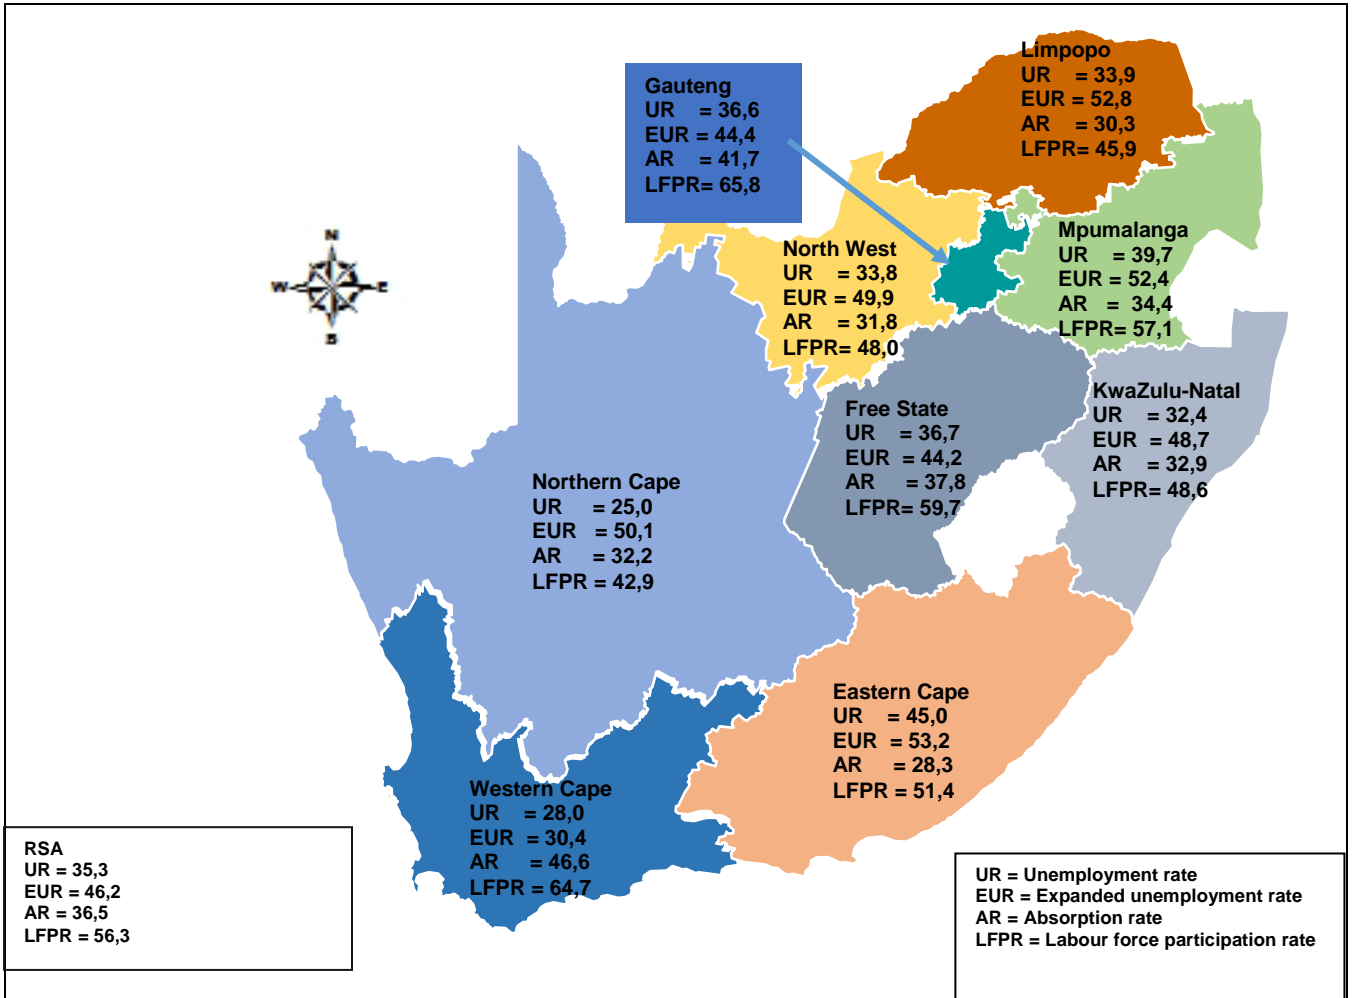 Limpopo
UR = 33,9
EUR = 52,8
AR = 30,3
LFPR= 45,9
Gauteng
UR = 36,6
EUR = 44,4
AR = 41,7
LFPR= 65,8
N
W
E
S
North West
UR = 33,8
EUR = 49,9
AR = 31,8
LFPR= 48,0
Mpumalanga
UR = 39,7
EUR = 52,4
AR = 34,4
LFPR= 57,1
KwaZulu-Natal
UR = 32,4
EUR = 48,7
AR = 32,9
LFPR= 48,6
Free State
UR = 36,7
EUR = 44,2
AR = 37,8
LFPR= 59,7
Northern Cape
UR = 25,0
EUR = 50,1
AR = 32,2
LFPR = 42,9
Eastern Cape
UR = 45,0
EUR = 53,2
AR = 28,3
LFPR = 51,4
Western Cape
UR = 28,0
EUR = 30,4
AR = 46,6
LFPR = 64,7
RSA
UR = 35,3
EUR = 46,2
AR = 36,5
LFPR = 56,3
UR = Unemployment rate
EUR = Expanded unemployment rate
AR = Absorption rate
LFPR = Labour force participation rate